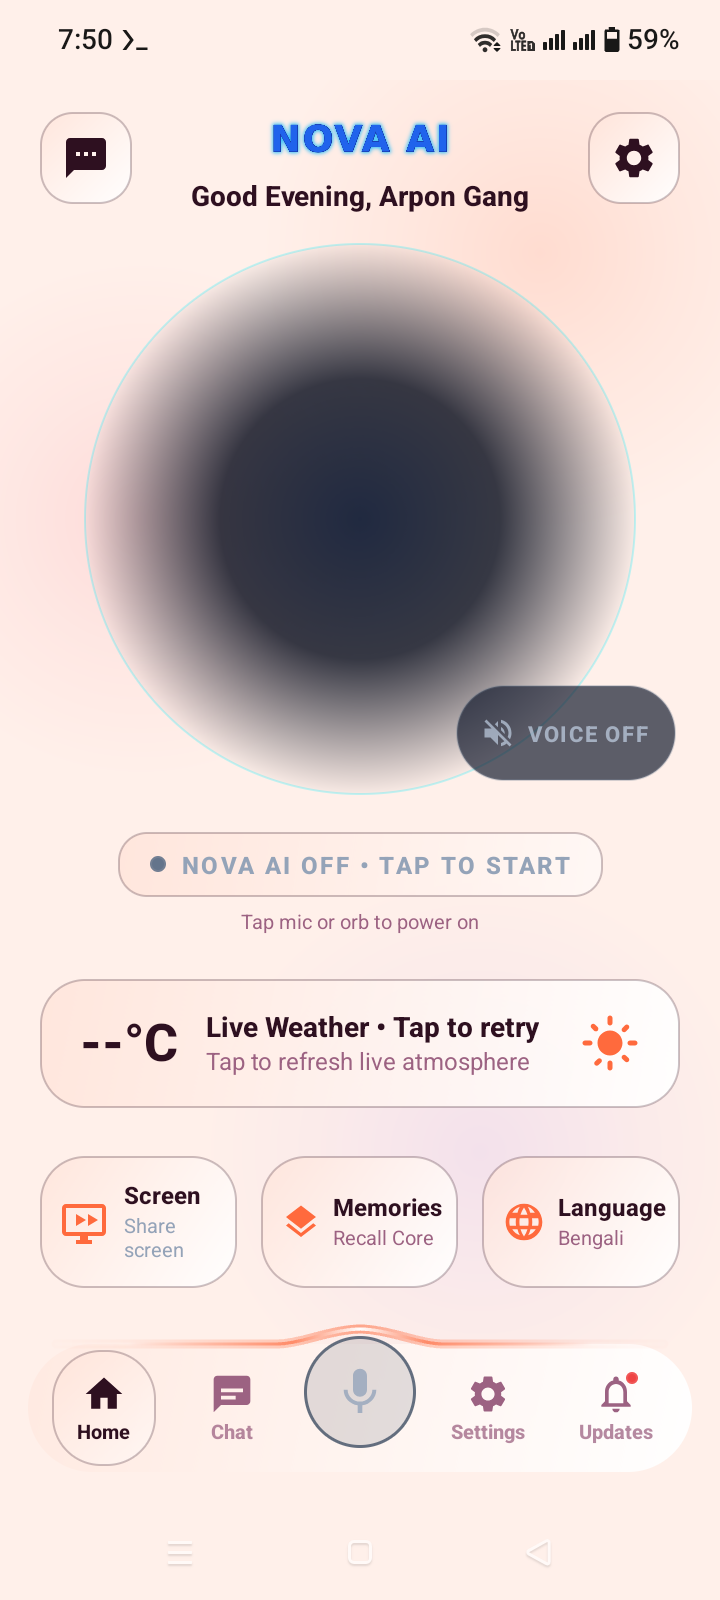 7:50
Vo LTE 59%
NOVA AI
Good Evening, Arpon Gang
VOICE OFF
NOVA AI OFF • TAP TO START
Tap mic or orb to power on
--°C
Live Weather • Tap to retry
Tap to refresh live atmosphere
Screen
Share
screen
Memories
Recall Core
Language
Bengali
Home
Chat
Settings
Updates